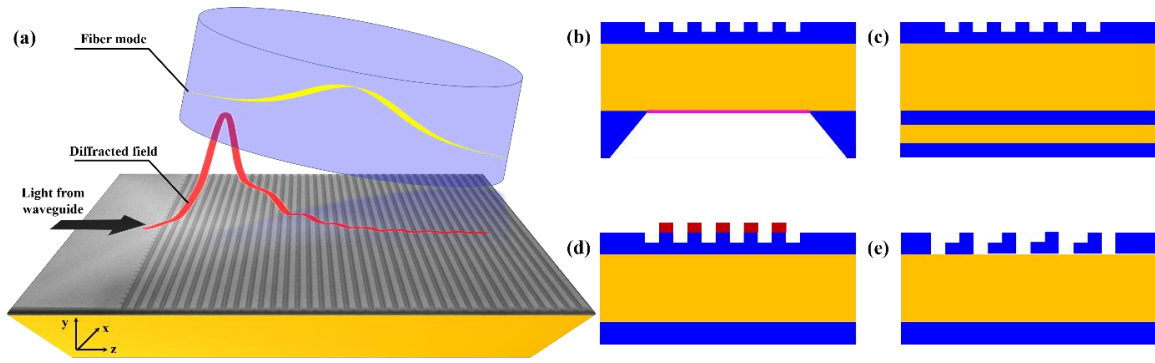 (a)
Fiber mode
Diffracted field
Light from
waveguide
y
x
z
(b)
(c)
(d)
(e)